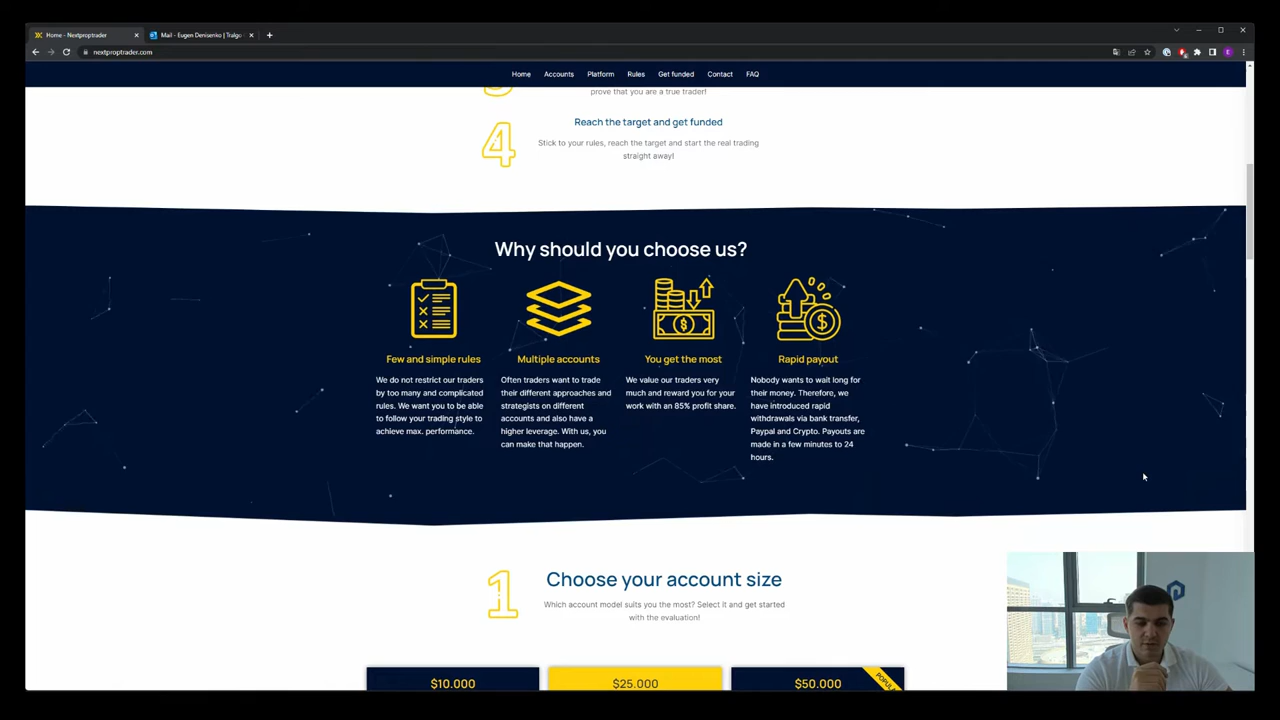 Home - Nextproptrader
Mail - Eugen Denisenko | Tralgo
nextproptrader.com
E
Home Accounts Platform Rules Get funded Contact FAQ
prove that you are a true trader!
4
Reach the target and get funded
Stick to your rules, reach the target and start the real trading
straight away!
Why should you choose us?
Few and simple rules
We do not restrict our traders
by too many and complicated
rules. We want you to be able
to follow your trading style to
achieve max. performance.
Multiple accounts
Often traders want to trade
their different approaches and
strategists on different
accounts and also have a
higher leverage. With us, you
can make that happen.
You get the most
We value our traders very
much and reward you for your
work with an 85% profit share.
Rapid payout
Nobody wants to wait long for
their money. Therefore, we
have introduced rapid
withdrawals via bank transfer,
Paypal and Crypto. Payouts are
made in a few minutes to 24
hours.
1
Choose your account size
Which account model suits you the most? Select it and get started
with the evaluation!
$10.000
$25.000
$50.000